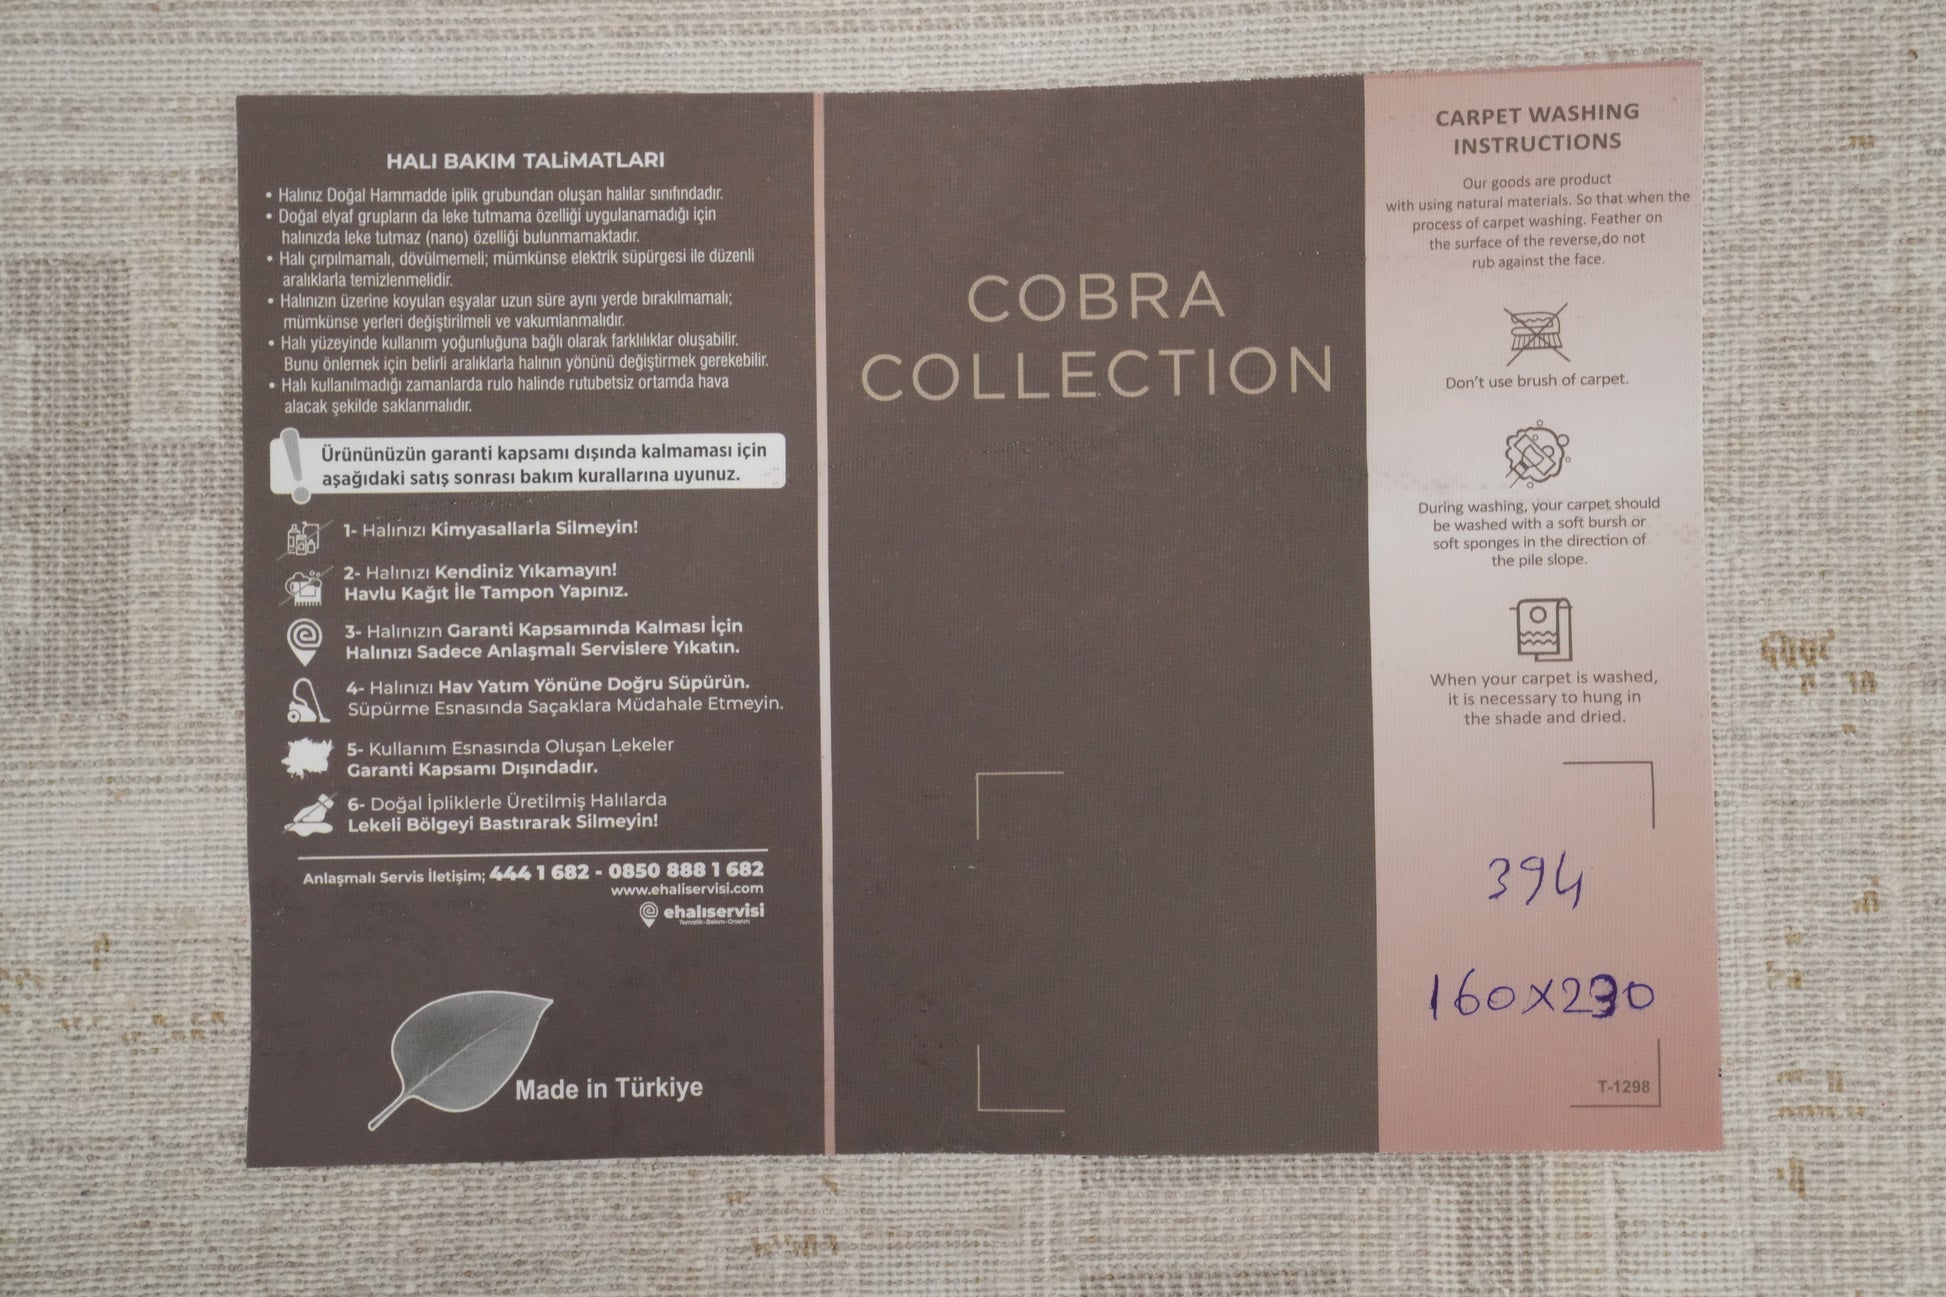 HALI BAKIM TALiMATLARI
• Halınız Doğal Hammadde iplik grubundan oluşan halılar sınıfındadır.
• Doğal elyaf grupların da leke tutmama özelliği uygulanamadığı için
halınızda leke tutmaz (nano) özelliği bulunmamaktadır.
• Halı çırpılmamalı, dövülmemeli; mümkünse elektrik süpürgesi ile düzenli
aralıklarla temizlenmelidir.
• Halınızın üzerine koyulan eşyalar uzun süre aynı yerde bırakılmamalı;
mümkünse yerleri değiştirilmeli ve vakumlanmalıdır.
• Halı yüzeyinde kullanım yoğunluğuna bağlı olarak farklılıklar oluşabilir.
Bunu önlemek için belirli aralıklarla halının yönünü değiştirmek gerekebilir.
• Halı kullanılmadığı zamanlarda rulo halinde rutubetsiz ortamda hava
alacak şekilde saklanmalıdır.
Ürününüzün garanti kapsamı dışında kalmaması için
aşağıdaki satış sonrası bakım kurallarına uyunuz.
1- Halınızı Kimyasallarla Silmeyin!
2- Halınızı Kendiniz Yıkamayın!
Havlu Kağıt İle Tampon Yapınız.
3- Halınızın Garanti Kapsamında Kalması İçin
Halınızı Sadece Anlaşmalı Servislere Yıkatın.
4- Halınızı Hav Yatım Yönüne Doğru Süpürün.
Süpürme Esnasında Saçaklara Müdahale Etmeyin.
5- Kullanım Esnasında Oluşan Lekeler
Garanti Kapsamı Dışındadır.
6- Doğal İpliklerle Üretilmiş Halılarda
Lekeli Bölgeyi Bastırarak Silmeyin!
Anlaşmalı Servis İletişim; 444 1 682 - 0850 888 1 682
www.ehaliservisi.com
ehalıservisi
Temizlik-Bakım-Onarım
Made in Türkiye
COBRA
COLLECTION
CARPET WASHING
INSTRUCTIONS
Our goods are product
with using natural materials. So that when the
process of carpet washing. Feather on
the surface of the reverse,do not
rub against the face.
Don't use brush of carpet.
During washing, your carpet should
be washed with a soft bursh or
soft sponges in the direction of
the pile slope.
When your carpet is washed,
it is necessary to hung in
the shade and dried.
394
160x230
T-1298